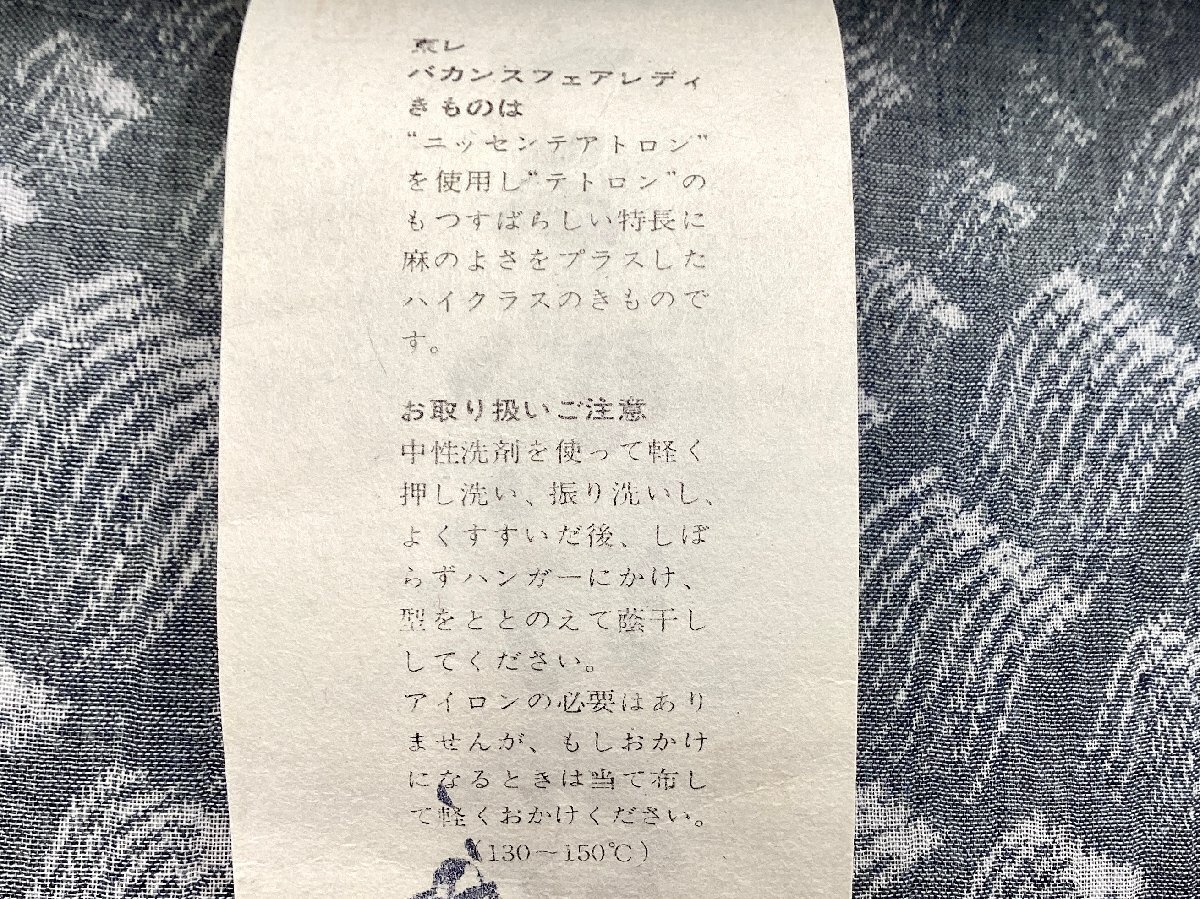 東レ
バカンスフェアレディ
きものは
“ニッセンテアトロン”
を使用し“テトロン”の
もつすばらしい特長に
麻のよさをプラスした
ハイクラスのきもので
す。
お取り扱いご注意
中性洗剤を使って軽く
押し洗い、振り洗いし、
よくすすいだ後、しぼ
らずハンガーにかけ、
型をととのえて蔭干し
してください。
アイロンの必要はあり
ませんが、もしおかけ
になるときは当て布し
て軽くおかけください。
(130～150℃)